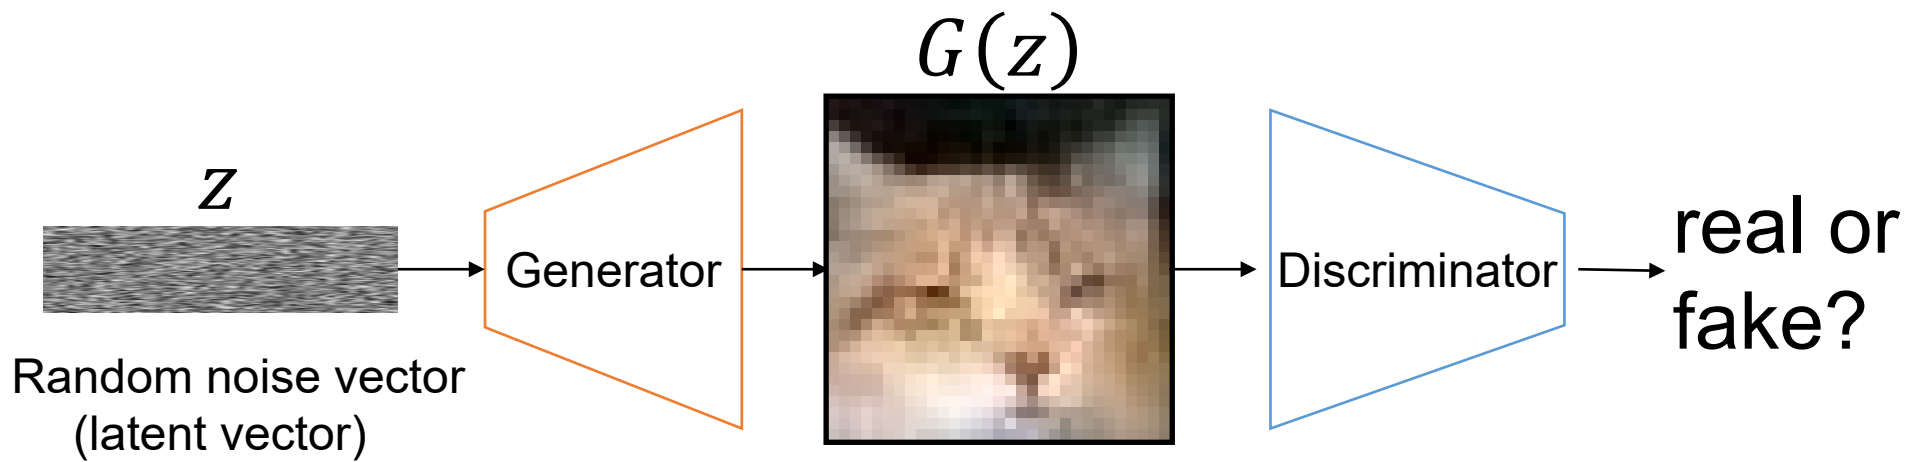 G(z)
z
Generator
Discriminator
real or
fake?
Random noise vector
(latent vector)